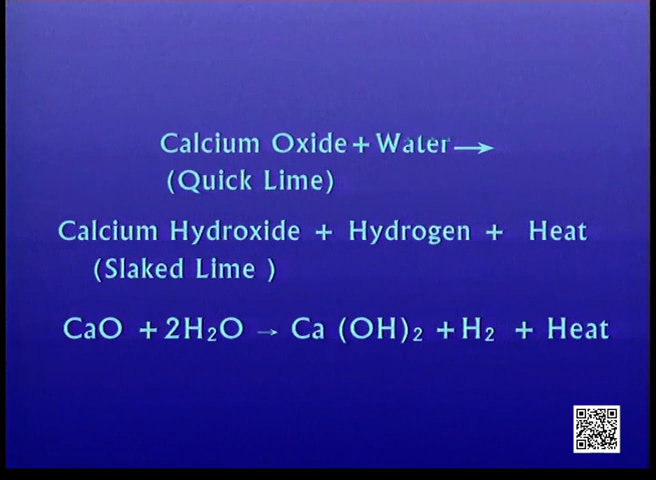 Calcium Oxide + Water →
(Quick Lime)
Calcium Hydroxide + Hydrogen + Heat
(Slaked Lime )
CaO + 2H₂O → Ca (OH)₂ + H₂ + Heat